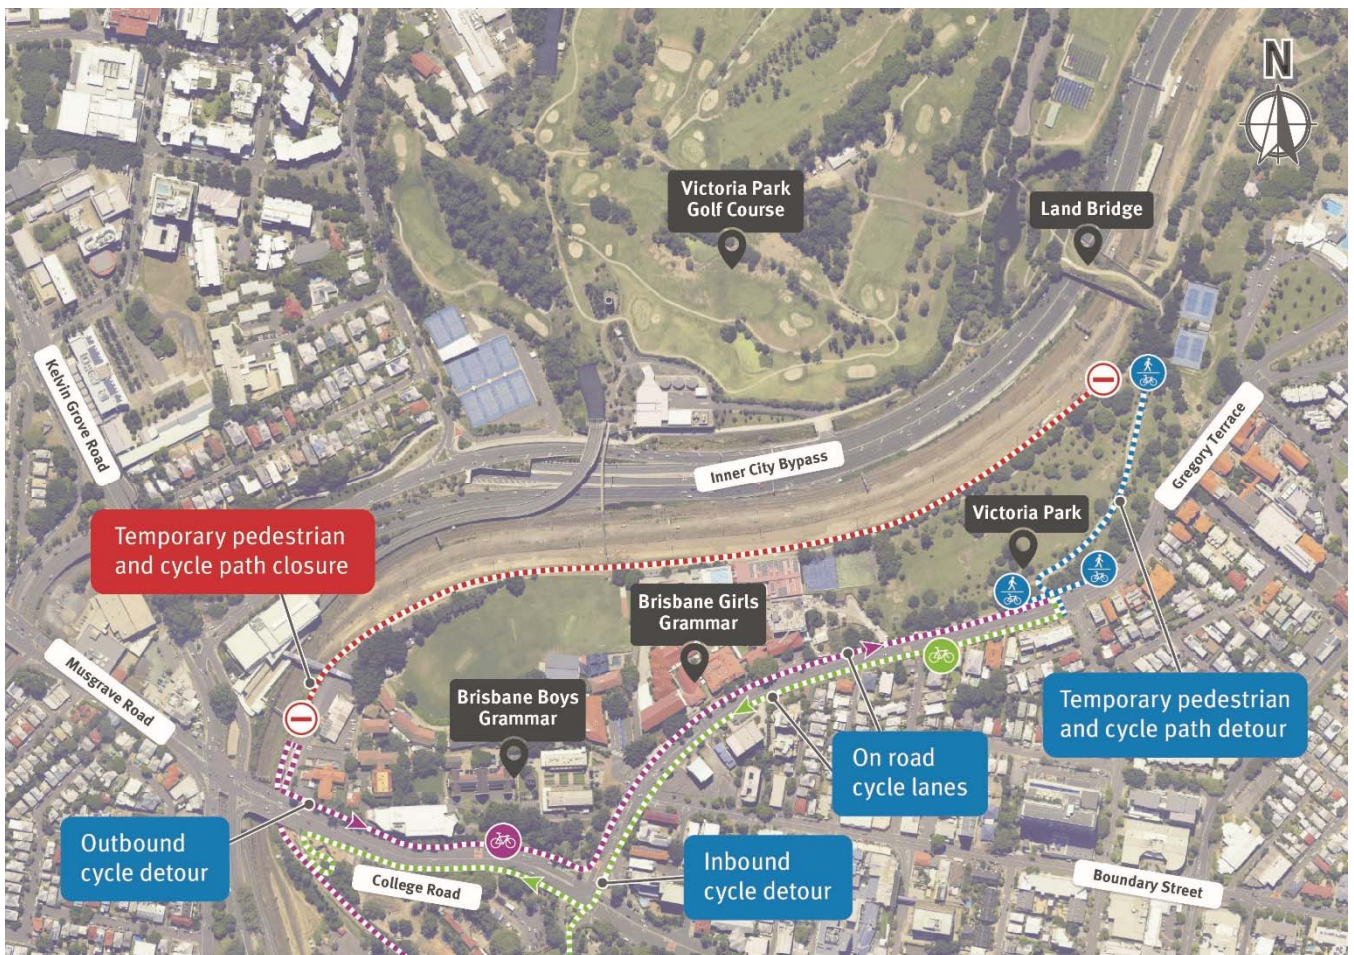 N
Victoria Park
Golf Course
Land Bridge
Kelvin Grove Road
Inner City Bypass
Gregory Terrace
Victoria Park
Temporary pedestrian
and cycle path closure
Brisbane Girls
Grammar
Musgrave Road
Brisbane Boys
Grammar
Temporary pedestrian
and cycle path detour
On road
cycle lanes
Outbound
cycle detour
College Road
Inbound
cycle detour
Boundary Street